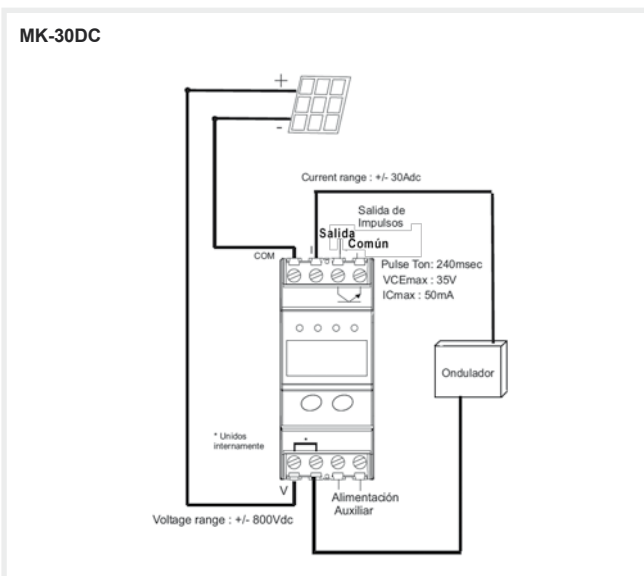 MK-30DC
+
-
Current range : +/- 30Adc
Salida de
Impulsos
Salida
I
Común
COM
Pulse Ton: 240msec
VCEmax : 35V
ICmax : 50mA
Ondulador
* Unidos
internamente
*
V
Alimentación
Auxiliar
Voltage range : +/- 800Vdc